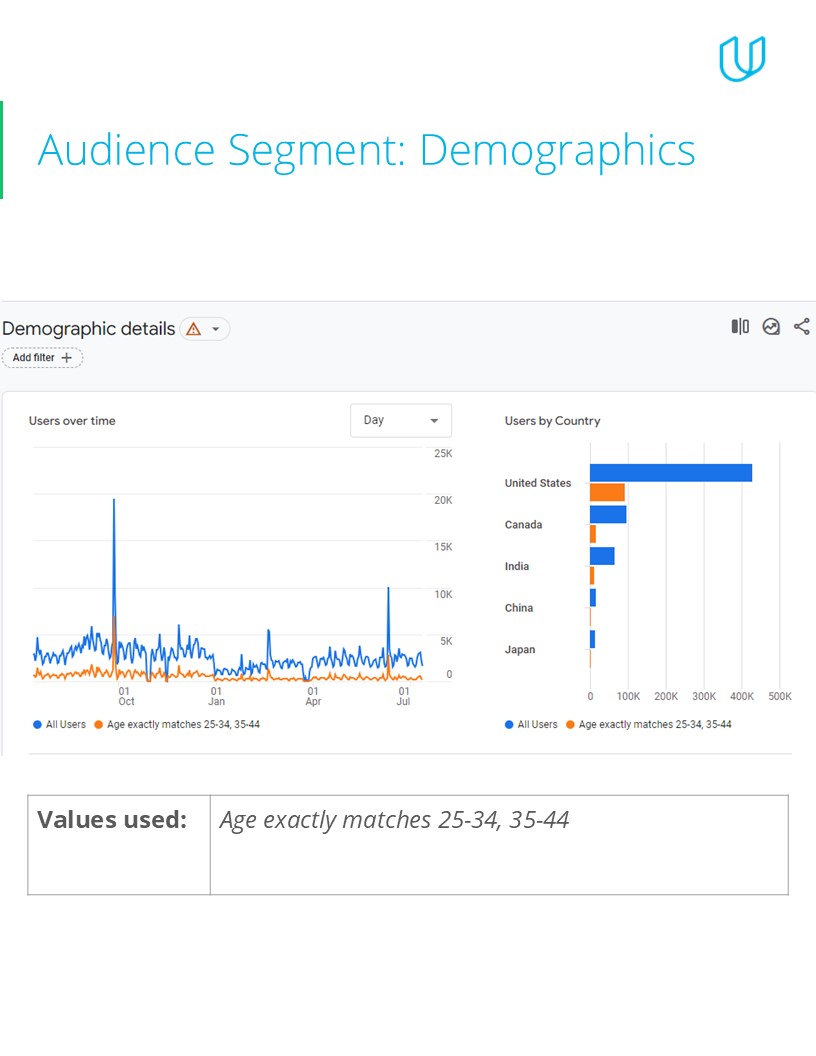 Audience Segment: Demographics
Demographic details
Add filter +
Users over time
Day
25K
20K
15K
10K
5K
0
01 Oct
01 Jan
01 Apr
01 Jul
All Users
Age exactly matches 25-34, 35-44
Users by Country
United States
Canada
India
China
Japan
0 100K 200K 300K 400K 500K
All Users
Age exactly matches 25-34, 35-44
Values used:
Age exactly matches 25-34, 35-44